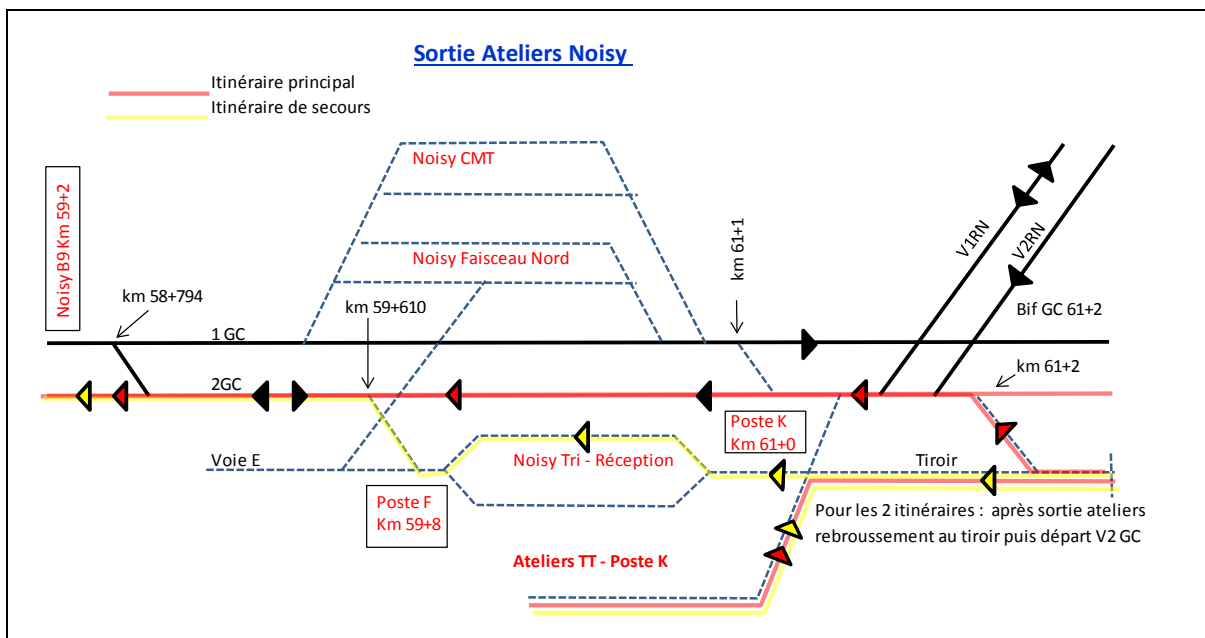 Sortie Ateliers Noisy
Itinéraire principal
Itinéraire de secours
Noisy B9 Km 59+2
km 58+794
Noisy CMT
Noisy Faisceau Nord
km 59+610
km 61+1
V1RN
V2RN
Bif GC 61+2
1 GC
2GC
km 61+2
Voie E
Noisy Tri - Réception
Poste K
Km 61+0
Tiroir
Poste F
Km 59+8
Pour les 2 itinéraires : après sortie ateliers
rebroussement au tiroir puis départ V2 GC
Ateliers TT - Poste K